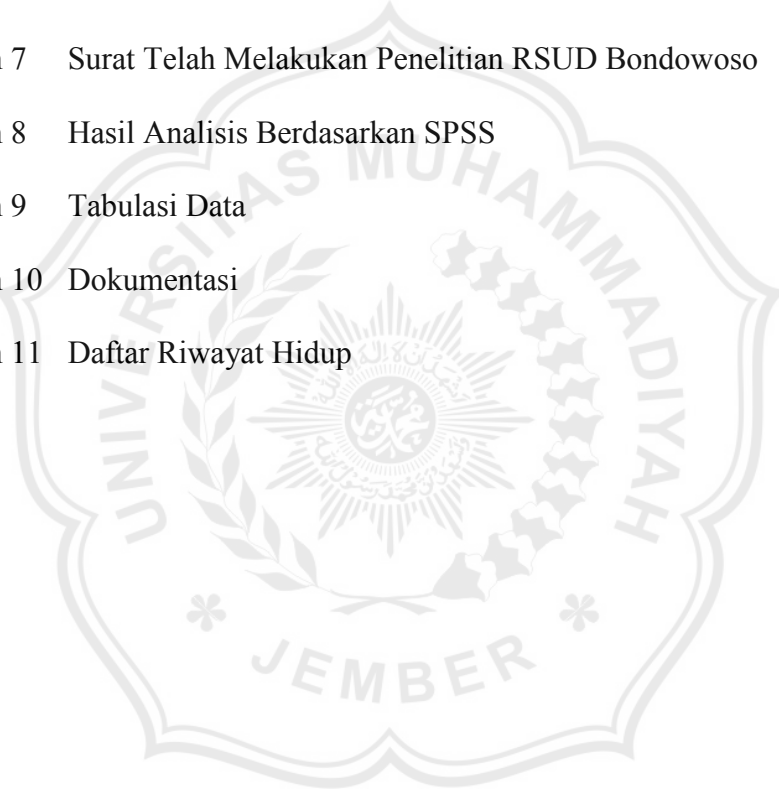 n 7 Surat Telah Melakukan Penelitian RSUD Bondowoso
n 8 Hasil Analisis Berdasarkan SPSS
n 9 Tabulasi Data
n 10 Dokumentasi
n 11 Daftar Riwayat Hidup
UNIVERSITAS MUHAMMADIYAH
JEMBER